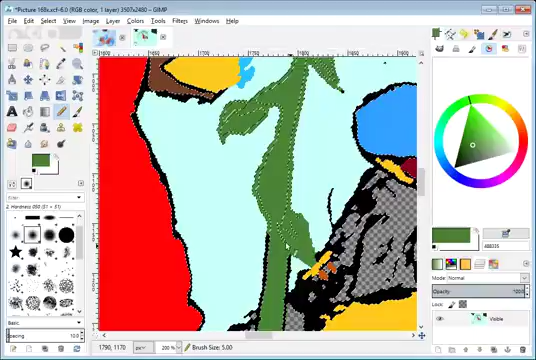 *Picture 168x.xcf-6.0 (RGB color, 1 layer) 3507x2480 – GIMP
File Edit Select View Image Layer Colors Tools Filters Windows Help
2. Hardness 050 (51 × 51)
Basic
Spacing 10.0
1790, 1170 px 200 % Brush Size: 5.00
Mode: Normal
Opacity 100.0
Lock:
Visible